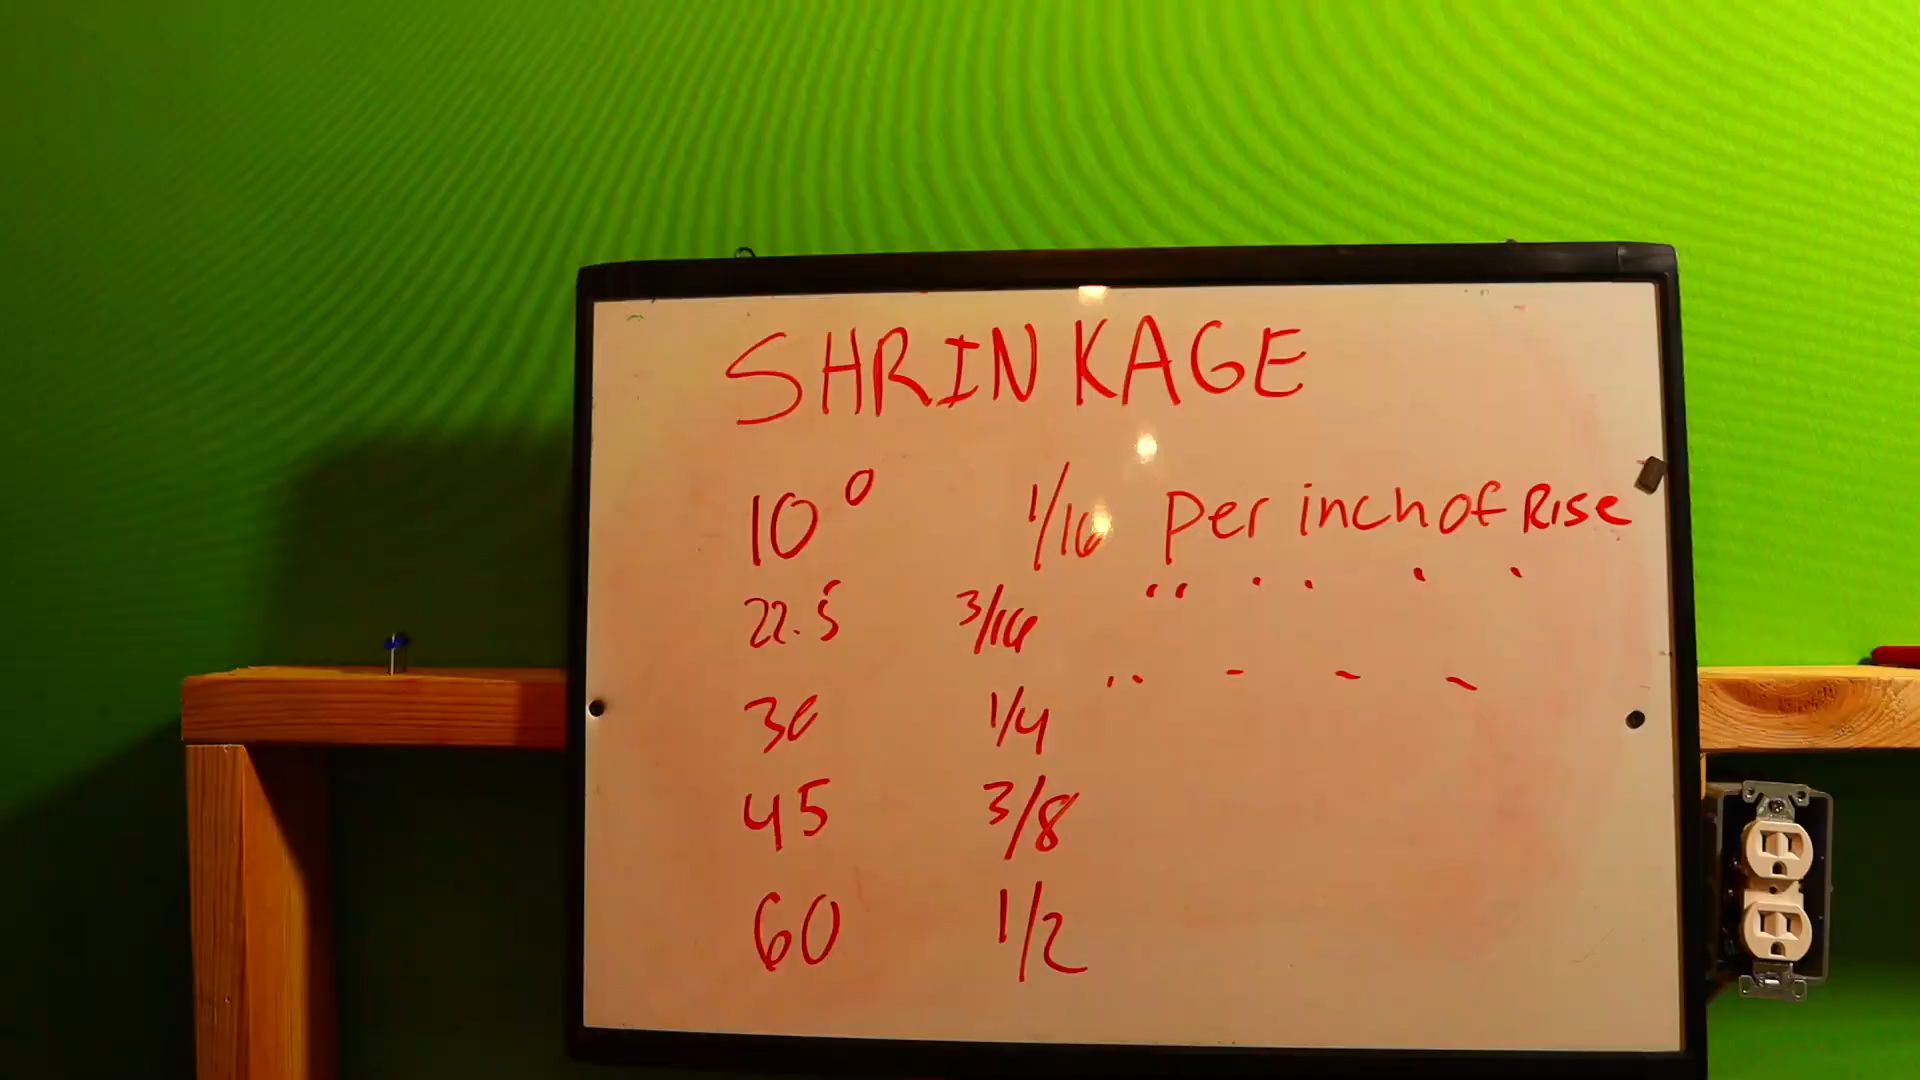 SHRINKAGE
10° 1/16 Per inch of Rise
22.5 3/16 " " " " "
30 1/4 " " " "
45 3/8
60 1/2